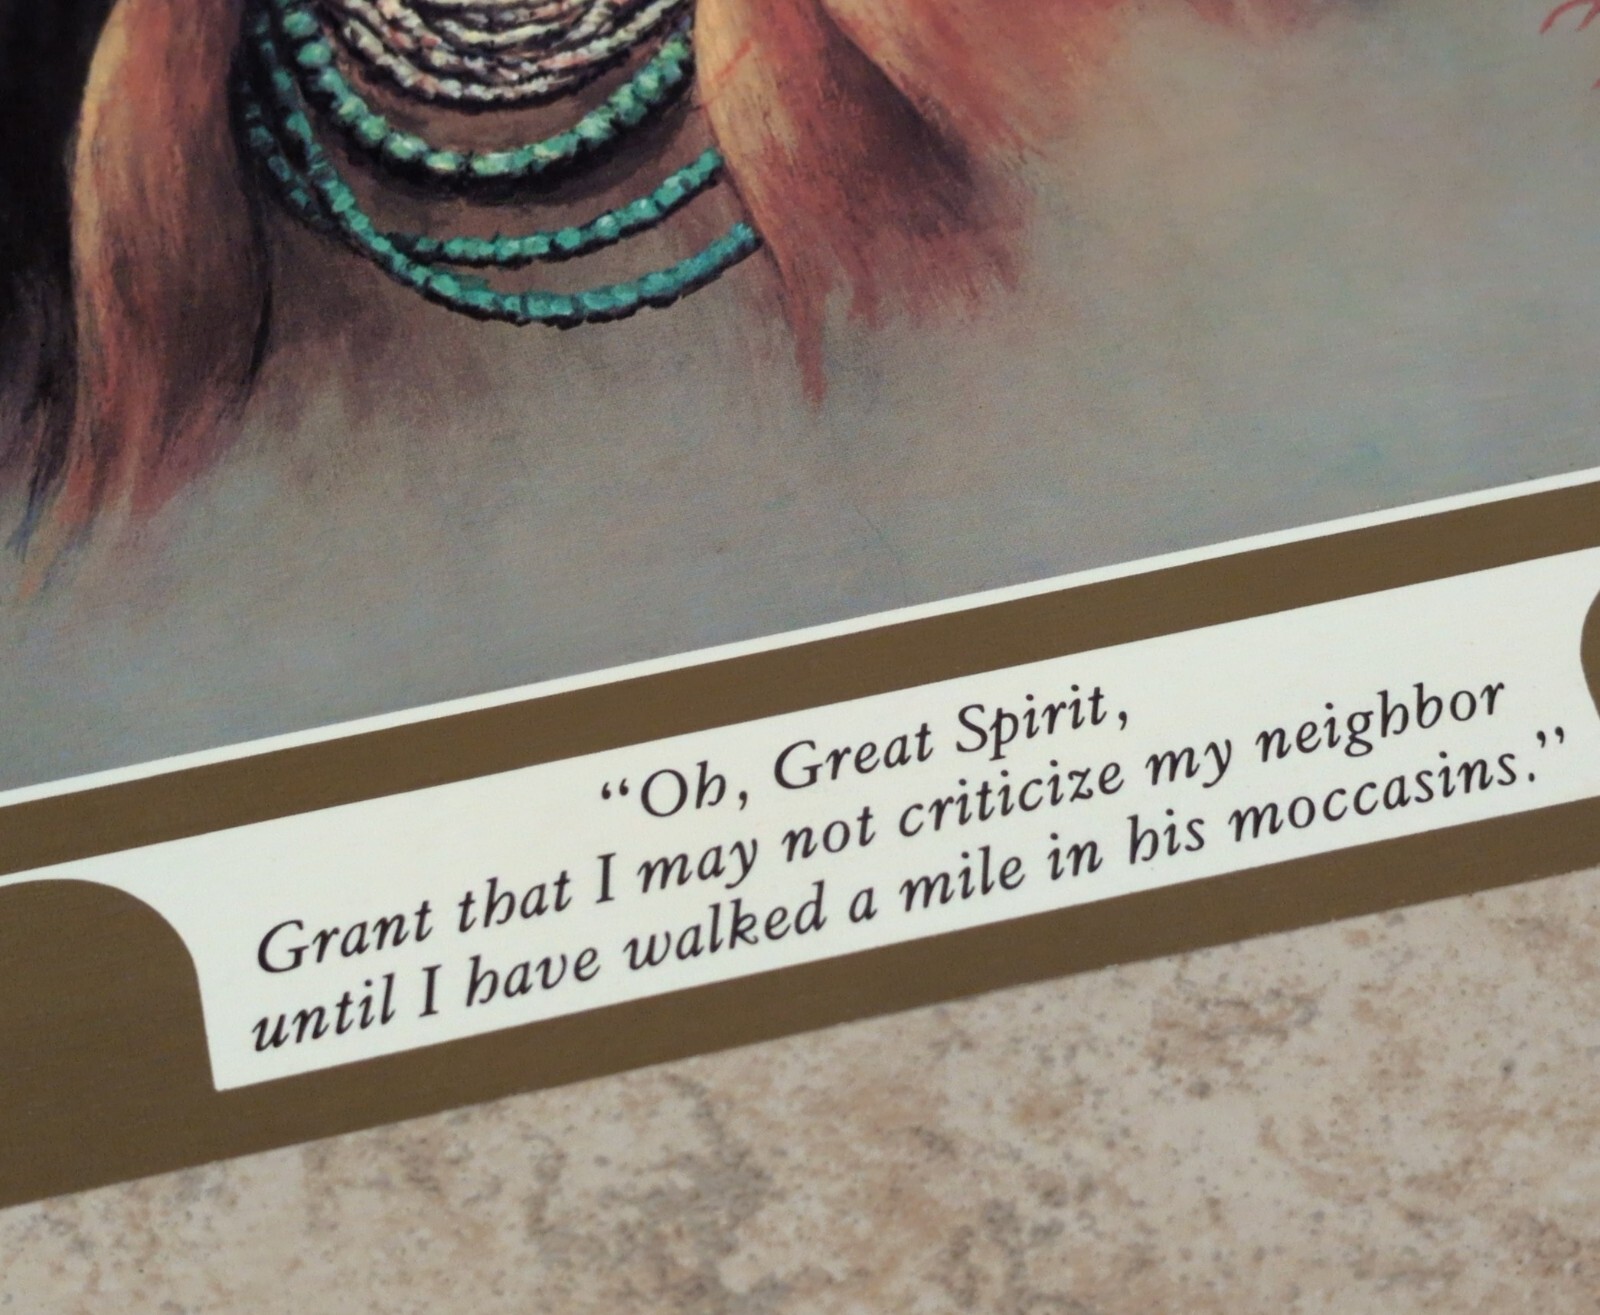 “Oh, Great Spirit,
Grant that I may not criticize my neighbor
until I have walked a mile in his moccasins.”